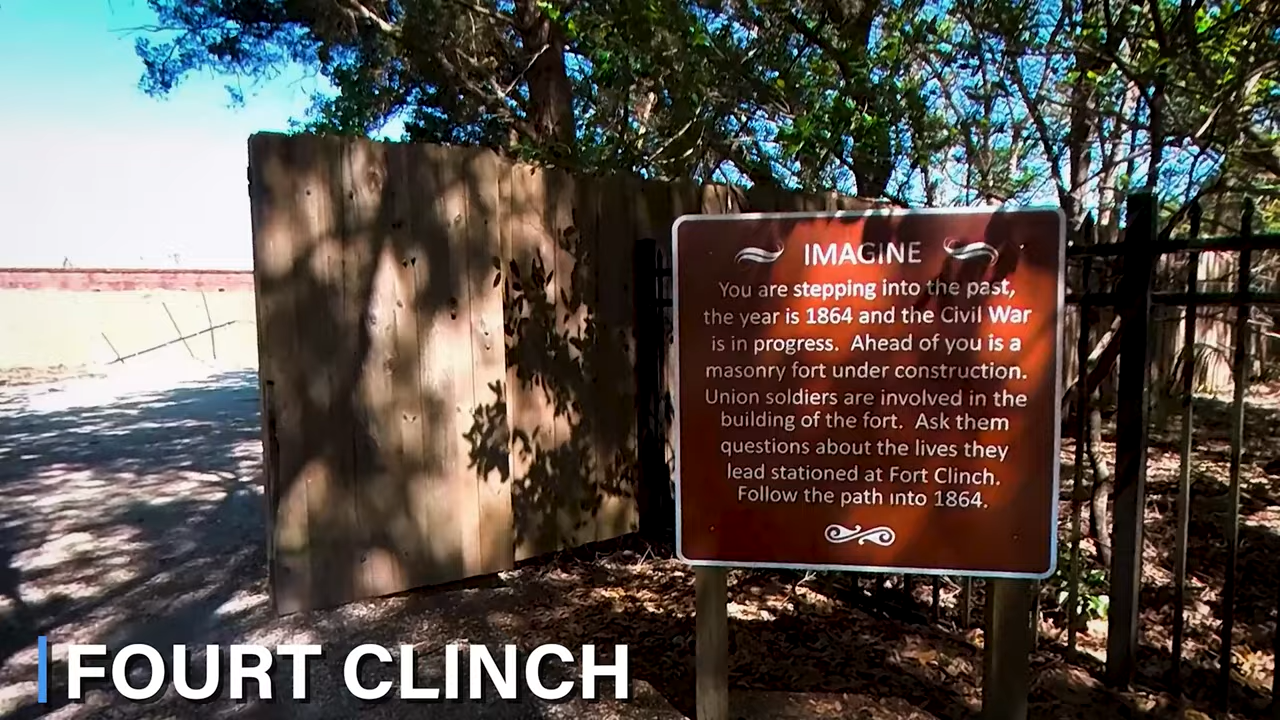 IMAGINE
You are stepping into the past,
the year is 1864 and the Civil War
is in progress. Ahead of you is a
masonry fort under construction.
Union soldiers are involved in the
building of the fort. Ask them
questions about the lives they
lead stationed at Fort Clinch.
Follow the path into 1864.
FOURT CLINCH